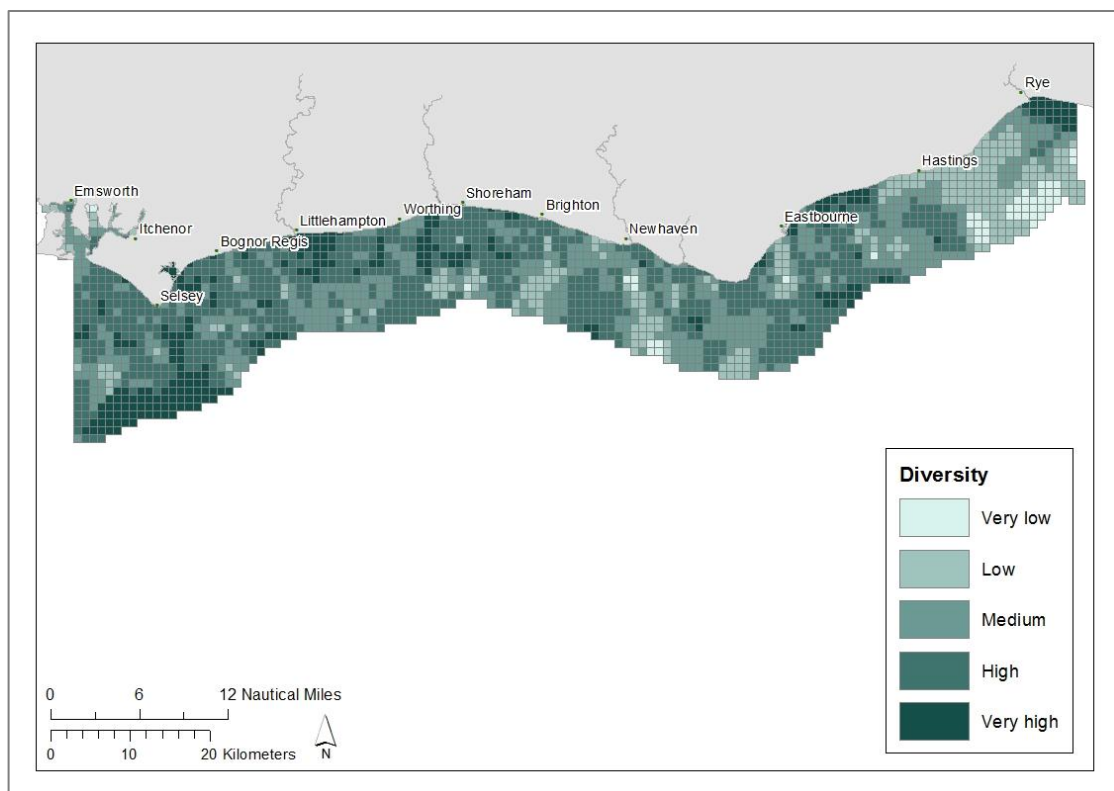 Rye
Hastings
Emsworth
Shoreham
Worthing
Brighton
Littlehampton
Itchenor
Eastbourne
Newhaven
Bognor Regis
Selsey
Diversity
Very low
Low
Medium
High
Very high
0 6 12 Nautical Miles
0 10 20 Kilometers
N